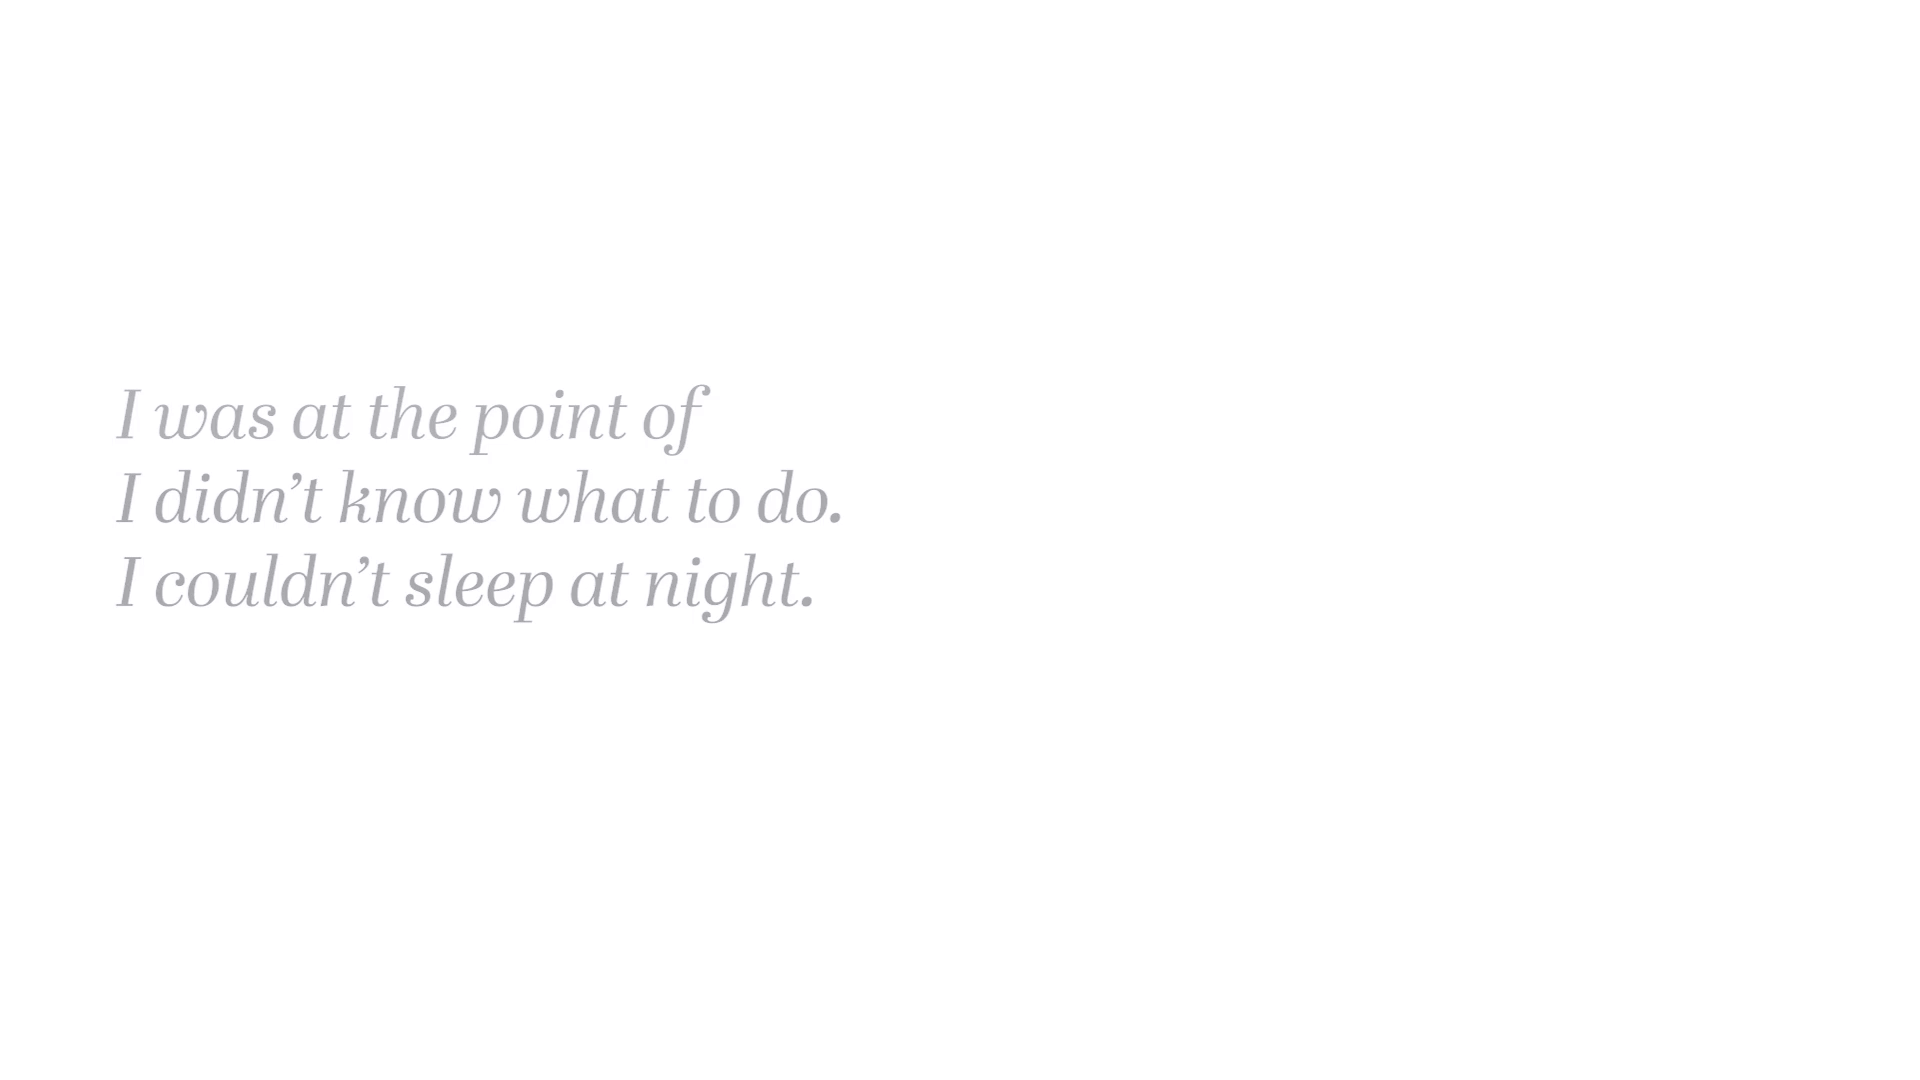 I was at the point of
I didn’t know what to do.
I couldn’t sleep at night.